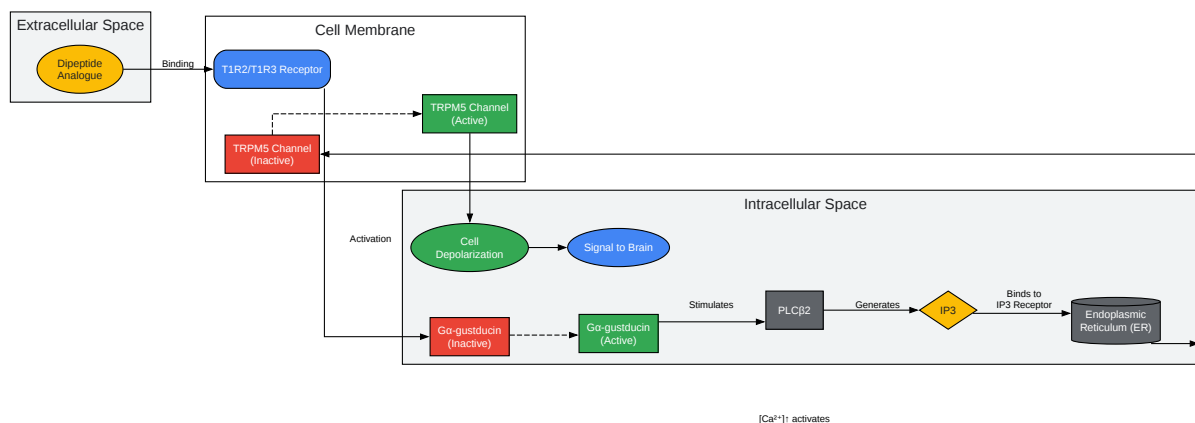 Extracellular Space
Dipeptide
Analogue
Binding
Cell Membrane
T1R2/T1R3 Receptor
TRPM5 Channel
(Active)
TRPM5 Channel
(Inactive)
Intracellular Space
Activation
Cell
Depolarization
Signal to Brain
Gα-gustducin
(Inactive)
Gα-gustducin
(Active)
Stimulates
PLCβ2
Generates
IP3
Binds to
IP3 Receptor
Endoplasmic
Reticulum (ER)
[Ca²⁺]↑ activates